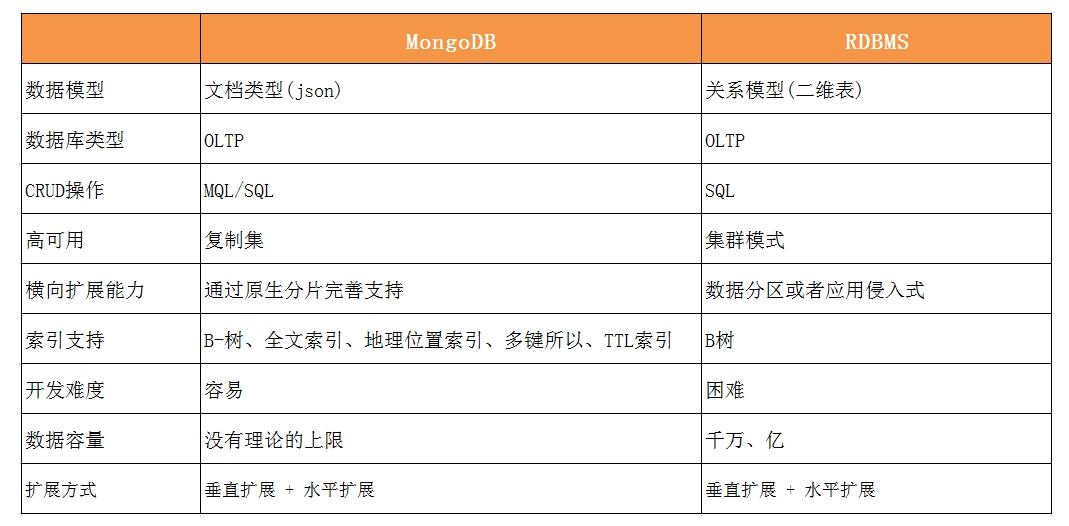 MongoDB RDBMS
数据模型 文档类型(json) 关系模型(二维表)
数据库类型 OLTP OLTP
CRUD操作 MQL/SQL SQL
高可用 复制集 集群模式
横向扩展能力 通过原生分片完善支持 数据分区或者应用侵入式
索引支持 B-树、全文索引、地理位置索引、多键所以、TTL索引 B树
开发难度 容易 困难
数据容量 没有理论的上限 千万、亿
扩展方式 垂直扩展 + 水平扩展 垂直扩展 + 水平扩展